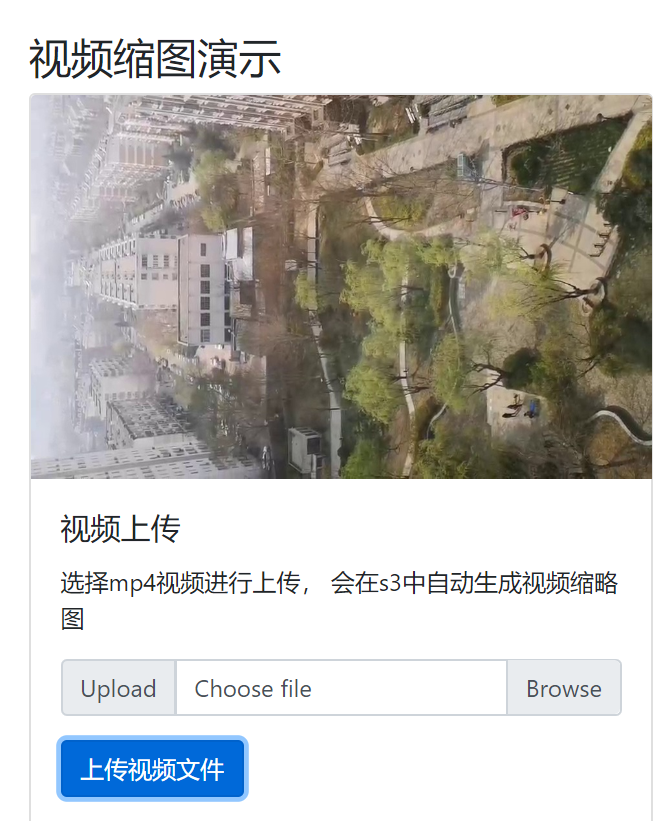 视频缩图演示
视频上传
选择mp4视频进行上传， 会在s3中自动生成视频缩略
图
Upload Choose file Browse
上传视频文件